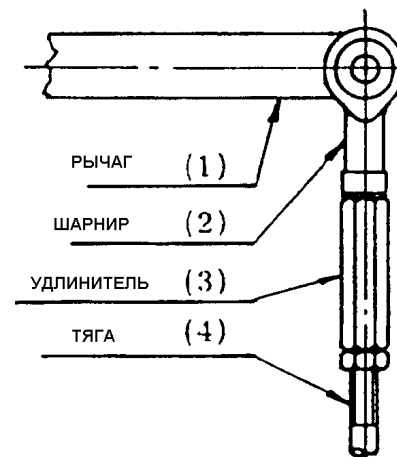 РЫЧАГ (1)
ШАРНИР (2)
УДЛИНИТЕЛЬ (3)
ТЯГА (4)